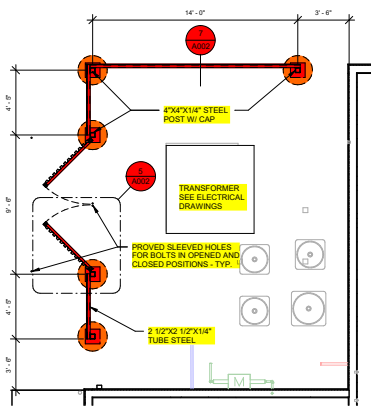 14' - 0"
3' - 6"
7
A002
4' - 5"
4"X4"X1/4" STEEL
POST W/ CAP
6
A002
TRANSFORMER
SEE ELECTRICAL
DRAWINGS
9' - 6"
PROVED SLEEVED HOLES
FOR BOLTS IN OPENED AND
CLOSED POSITIONS - TYP.
4' - 5"
2 1/2"X2 1/2"X1/4"
TUBE STEEL
3' - 6"
M